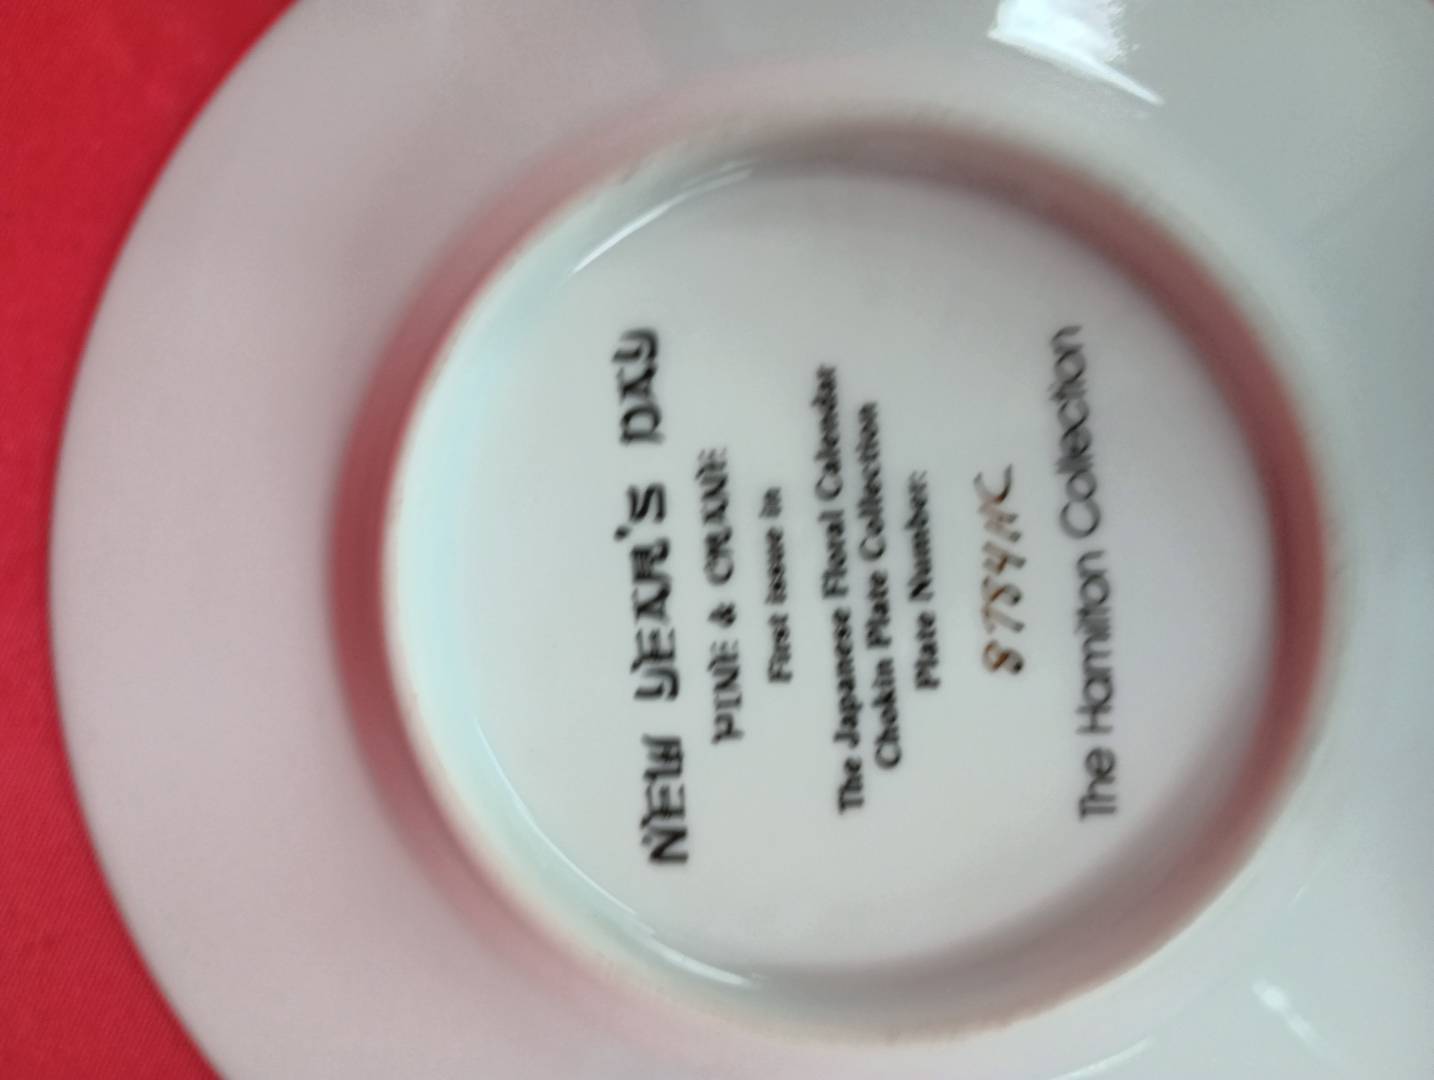 NEW YEAR'S DAY
PINE & CRANE
First issue in
The Japanese Floral Calendar
Chokin Plate Collection
Plate Number:
The Hamilton Collection